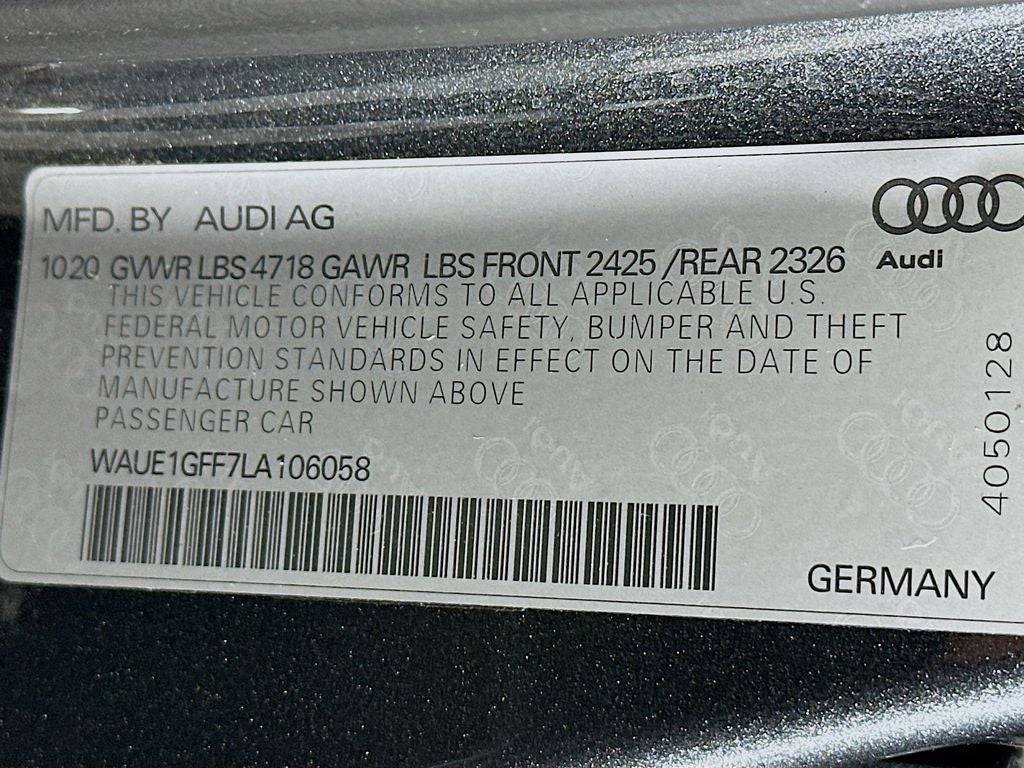 MFD. BY AUDI AG
1020 GVWR LBS 4718 GAWR LBS FRONT 2425 /REAR 2326
Audi
THIS VEHICLE CONFORMS TO ALL APPLICABLE U.S.
FEDERAL MOTOR VEHICLE SAFETY, BUMPER AND THEFT
PREVENTION STANDARDS IN EFFECT ON THE DATE OF
MANUFACTURE SHOWN ABOVE
PASSENGER CAR
WAUE1GFF7LA106058
GERMANY
4050128